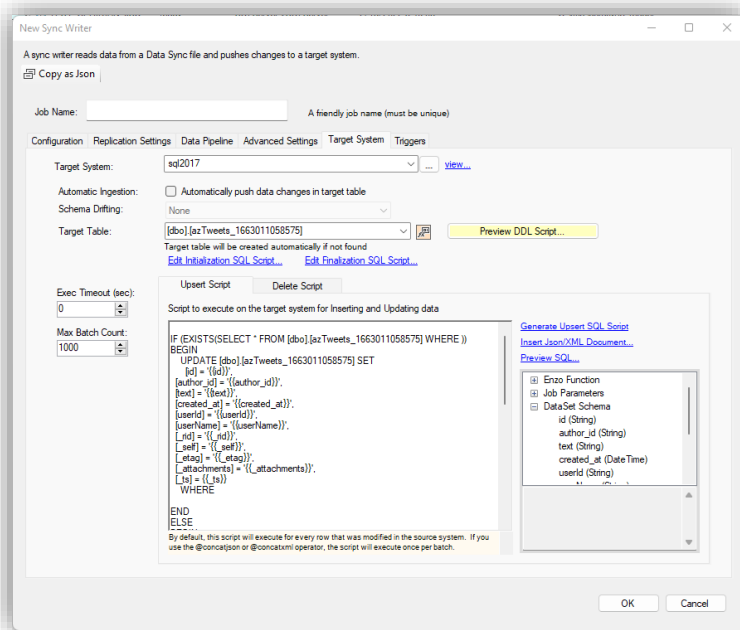 New Sync Writer
A sync writer reads data from a Data Sync file and pushes changes to a target system.
Copy as Json
Job Name:
A friendly job name (must be unique)
Configuration Replication Settings Data Pipeline Advanced Settings Target System Triggers
Target System: sql2017 ... view...
Automatic Ingestion: Automatically push data changes in target table
Schema Drifting: None
Target Table: [dbo].[azTweets_1663011058575] Preview DDL Script...
Target table will be created automatically if not found
Edit Initialization SQL Script... Edit Finalization SQL Script...
Upsert Script Delete Script
Exec Timeout (sec):
0
Max Batch Count:
1000
Script to execute on the target system for Inserting and Updating data
IF (EXISTS(SELECT * FROM [dbo].[azTweets_1663011058575] WHERE ))
BEGIN
UPDATE [dbo].[azTweets_1663011058575] SET
[id] = '{{id}}',
[author_id] = '{{author_id}}',
[text] = '{{text}}',
[created_at] = '{{created_at}}',
[userId] = '{{userId}}',
[userName] = '{{userName}}',
[_rid] = '{{_rid}}',
[_self] = '{{_self}}',
[_etag] = '{{_etag}}',
[_attachments] = '{{_attachments}}',
[_ts] = {{_ts}}
WHERE
END
ELSE
By default, this script will execute for every row that was modified in the source system. If you
use the @concatjson or @concatxml operator, the script will execute once per batch.
Generate Upsert SQL Script
Insert Json/XML Document...
Preview SQL...
Enzo Function
Job Parameters
DataSet Schema
id (String)
author_id (String)
text (String)
created_at (DateTime)
userId (String)
OK Cancel